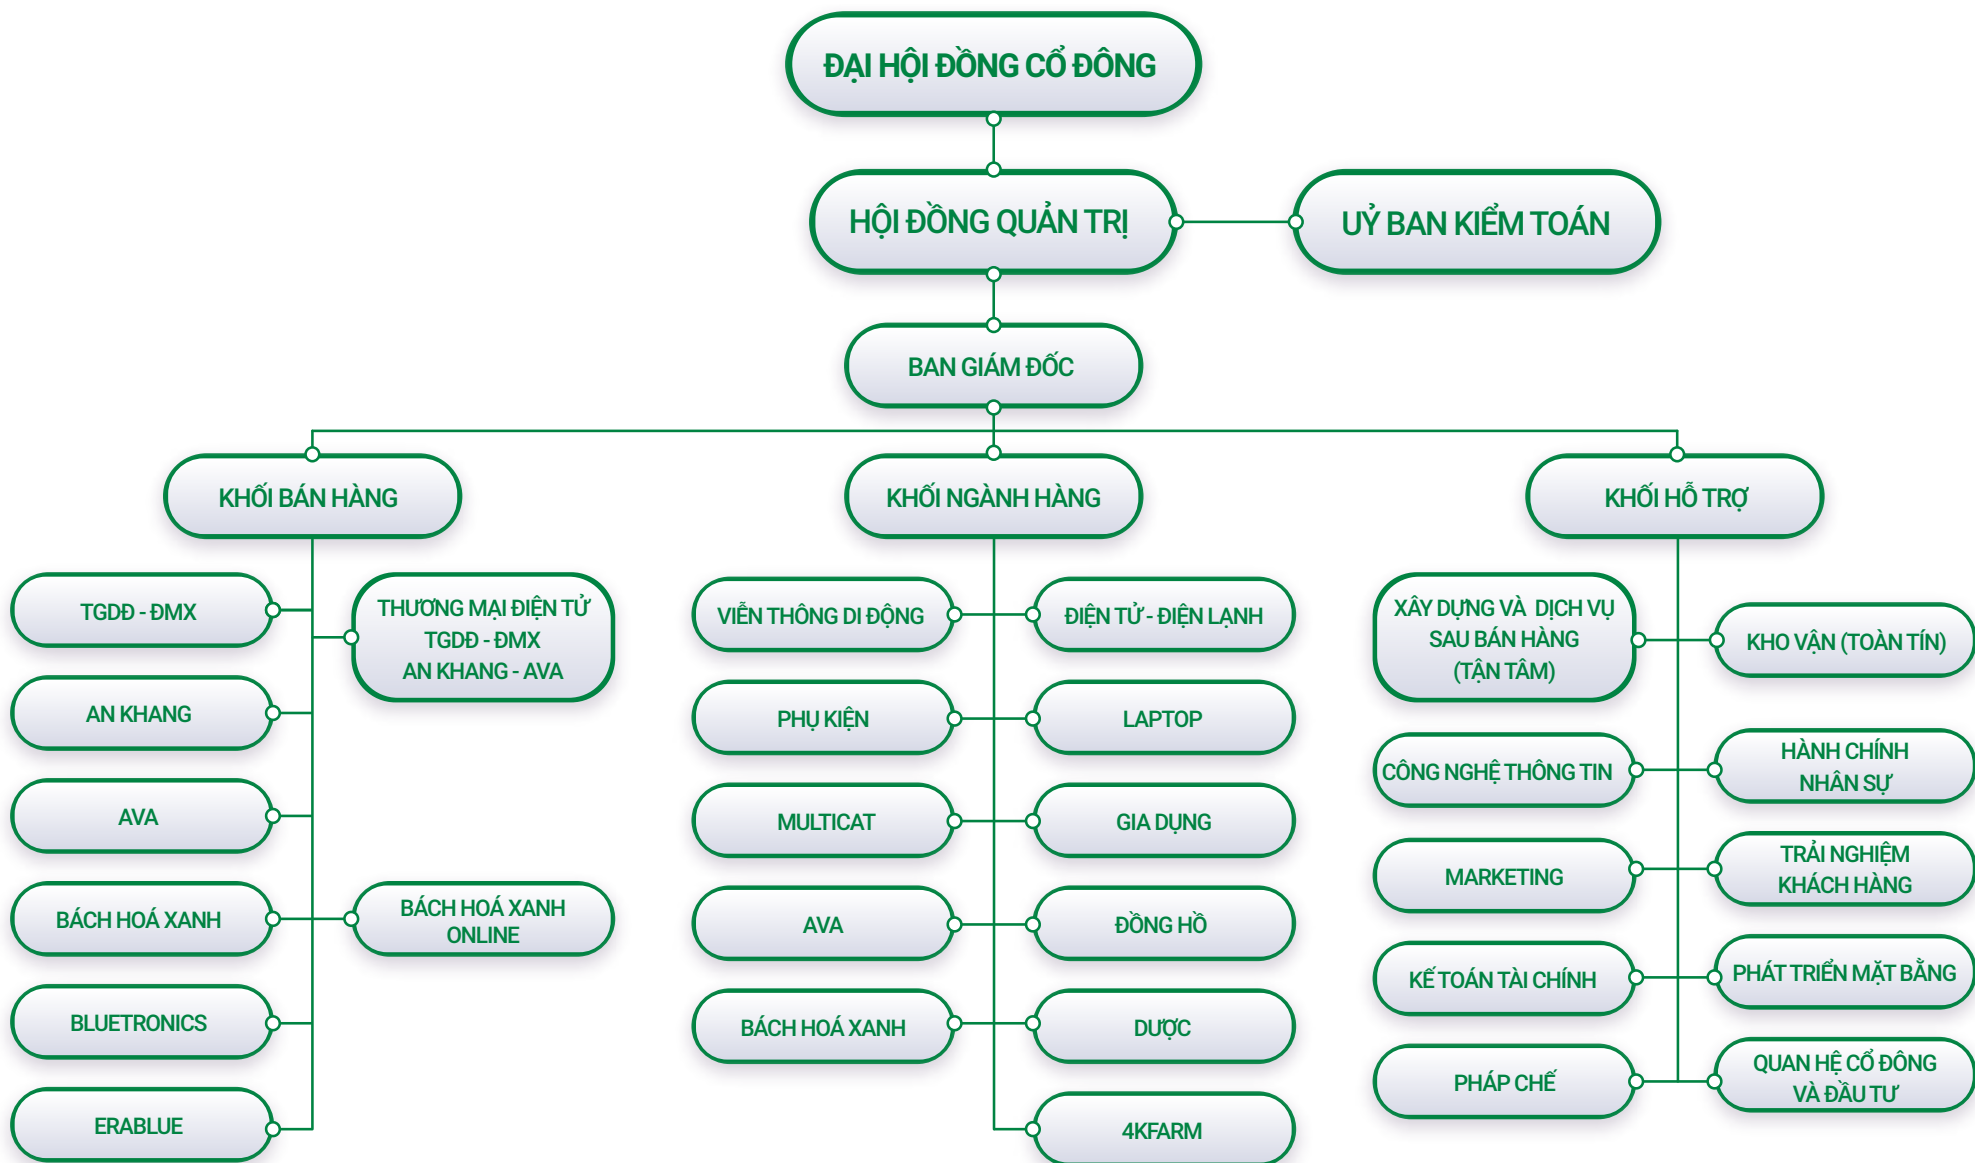 ĐẠI HỘI ĐỒNG CỔ ĐÔNG
HỘI ĐỒNG QUẢN TRỊ
UỶ BAN KIỂM TOÁN
BAN GIÁM ĐỐC
KHỐI BÁN HÀNG
TGDĐ - ĐMX
THƯƠNG MẠI ĐIỆN TỬ
TGDĐ - ĐMX
AN KHANG - AVA
AN KHANG
AVA
BÁCH HOÁ XANH
BÁCH HOÁ XANH
ONLINE
BLUETRONICS
ERABLUE
KHỐI NGÀNH HÀNG
VIỄN THÔNG DI ĐỘNG
ĐIỆN TỬ - ĐIỆN LẠNH
PHỤ KIỆN
LAPTOP
MULTICAT
GIA DỤNG
AVA
ĐỒNG HỒ
BÁCH HOÁ XANH
DƯỢC
4KFARM
KHỐI HỖ TRỢ
XÂY DỰNG VÀ DỊCH VỤ
SAU BÁN HÀNG
(TẬN TÂM)
KHO VẬN (TOÀN TÍN)
CÔNG NGHỆ THÔNG TIN
HÀNH CHÍNH
NHÂN SỰ
MARKETING
TRẢI NGHIỆM
KHÁCH HÀNG
KẾ TOÁN TÀI CHÍNH
PHÁT TRIỂN MẶT BẰNG
PHÁP CHẾ
QUAN HỆ CỔ ĐÔNG
VÀ ĐẦU TƯ